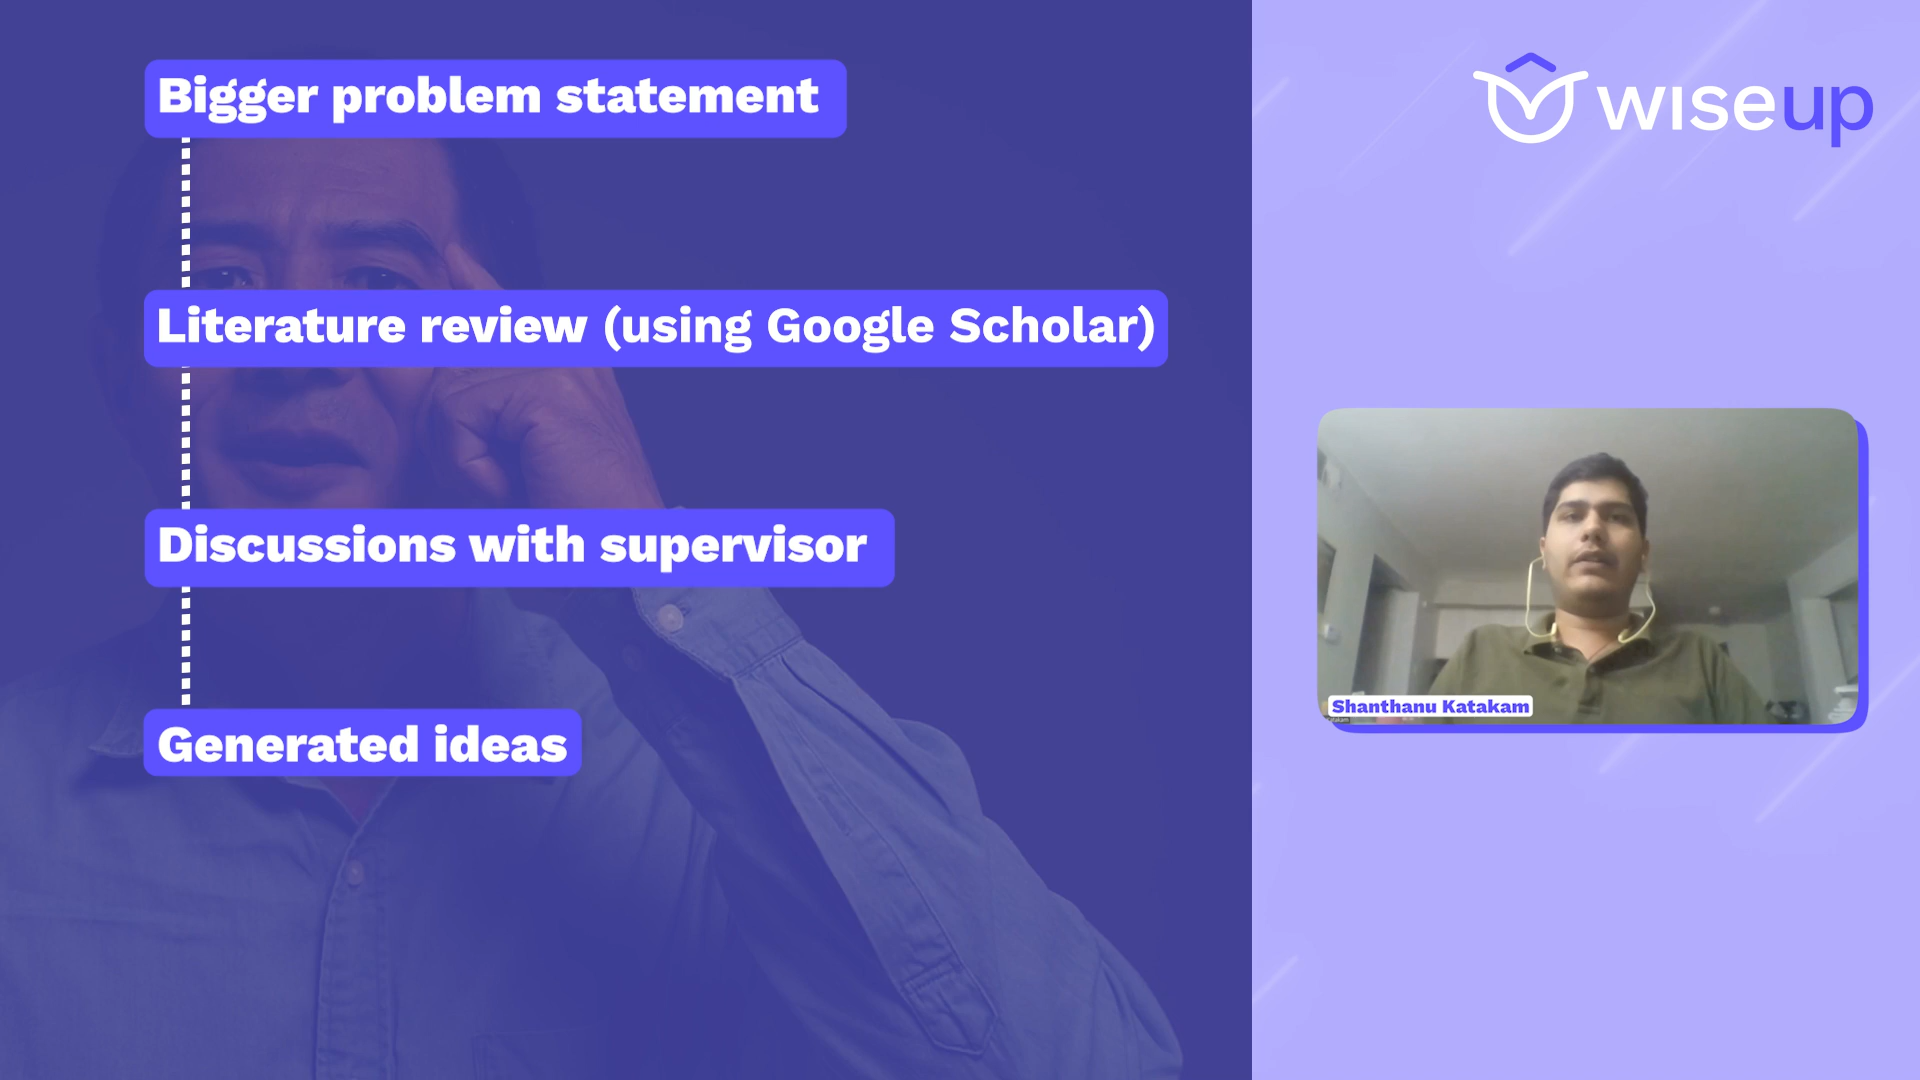 Bigger problem statement
Literature review (using Google Scholar)
Discussions with supervisor
Generated ideas
wiseup
Shanthanu Katakam